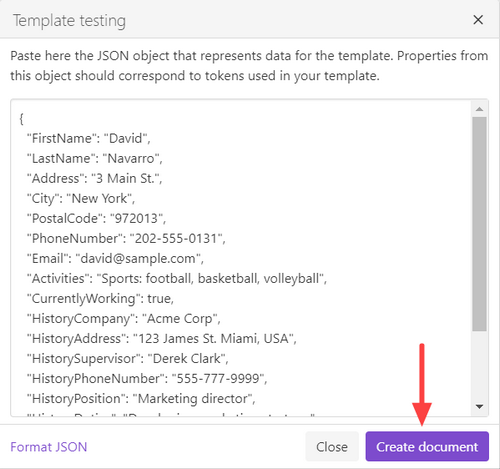 Template testing
Paste here the JSON object that represents data for the template. Properties from
this object should correspond to tokens used in your template.
{
"FirstName": "David",
"LastName": "Navarro",
"Address": "3 Main St.",
"City": "New York",
"PostalCode": "972013",
"PhoneNumber": "202-555-0131",
"Email": "david@sample.com",
"Activities": "Sports: football, basketball, volleyball",
"CurrentlyWorking": true,
"HistoryCompany": "Acme Corp",
"HistoryAddress": "123 James St. Miami, USA",
"HistorySupervisor": "Derek Clark",
"HistoryPhoneNumber": "555-777-9999",
"HistoryPosition": "Marketing director",
Format JSON
Close
Create document